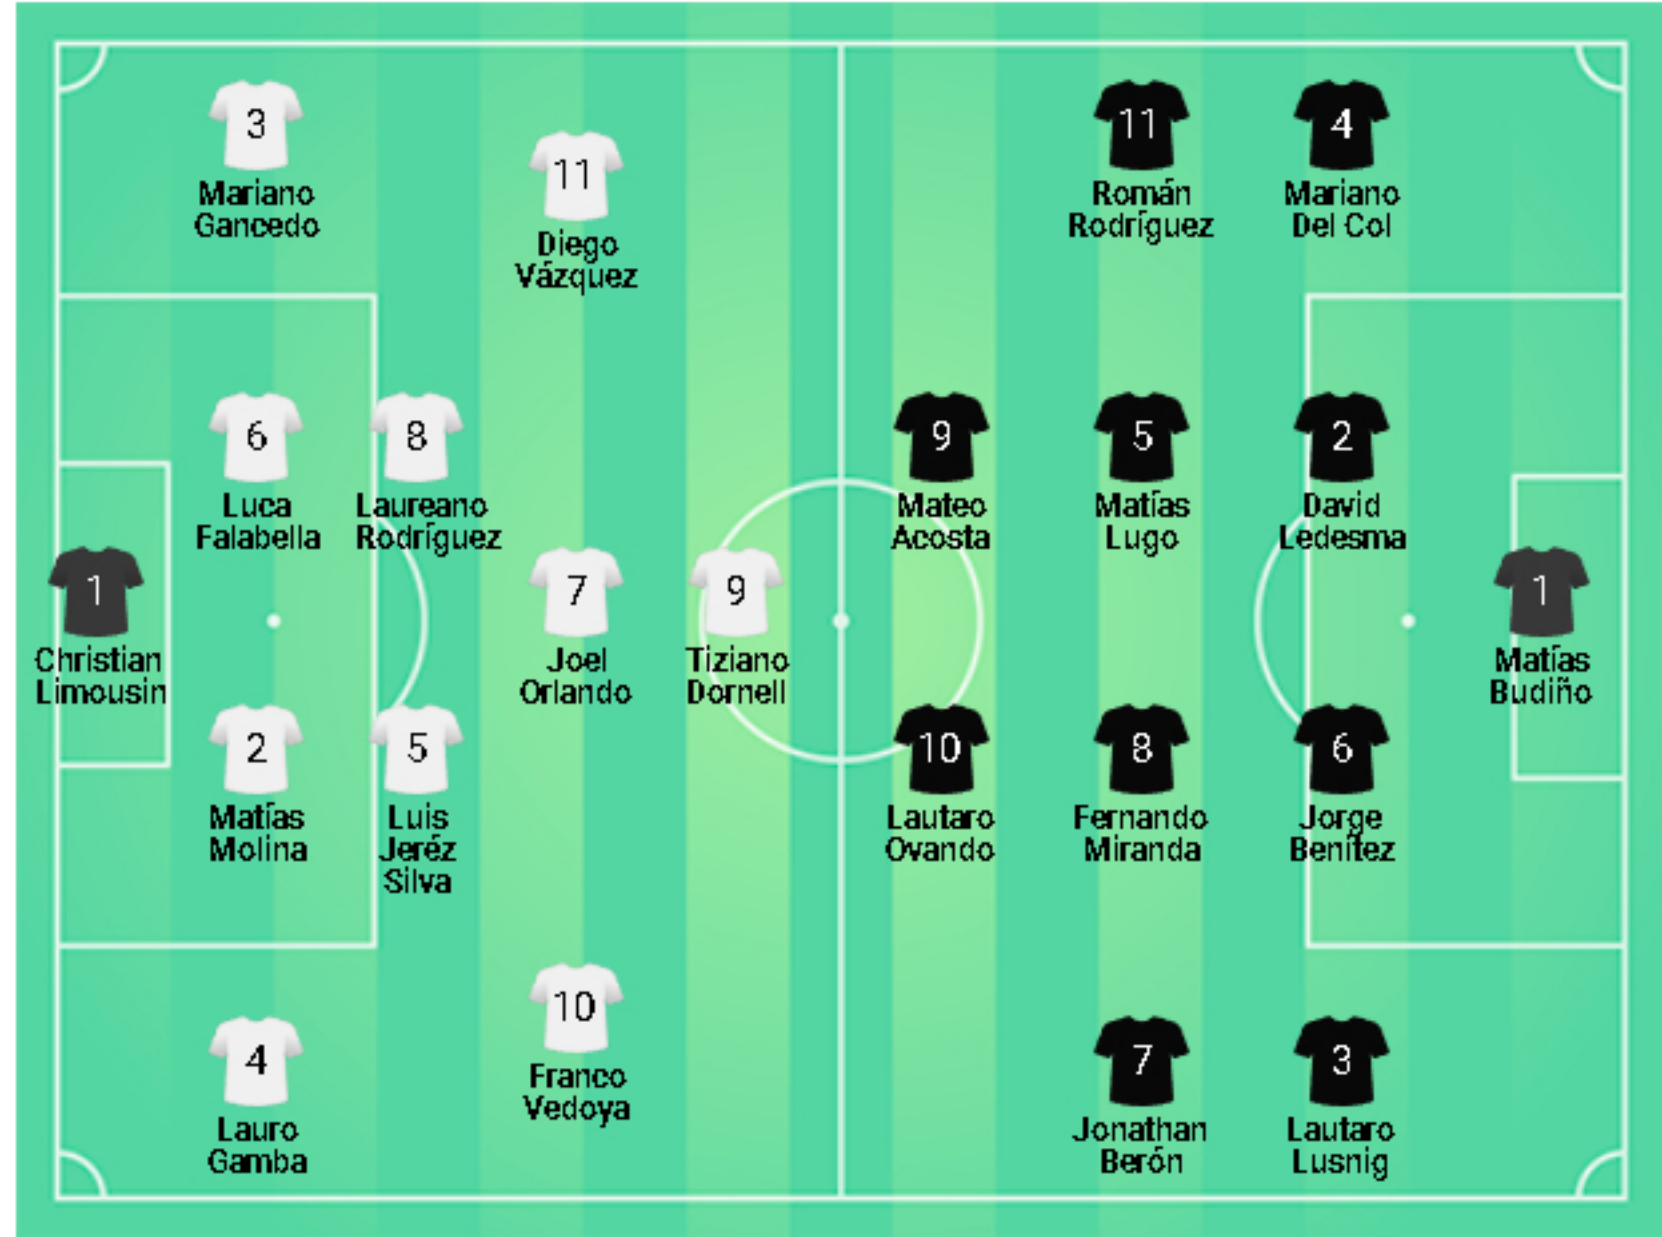 3
Mariano
Gancedo
11
Diego
Vázquez
6
Luca
Falabella
8
Laureano
Rodríguez
1
Christian
Limousin
7
Joel
Orlando
9
Tiziano
Dornell
2
Matías
Molina
5
Luis
Jeréz
Silva
4
Lauro
Gamba
10
Franco
Vedoya
11
Román
Rodríguez
4
Mariano
Del Col
9
Mateo
Acosta
5
Matías
Lugo
2
David
Ledesma
1
Matías
Budiño
10
Lautaro
Ovando
8
Fernando
Miranda
6
Jorge
Benítez
7
Jonathan
Berón
3
Lautaro
Lusnig